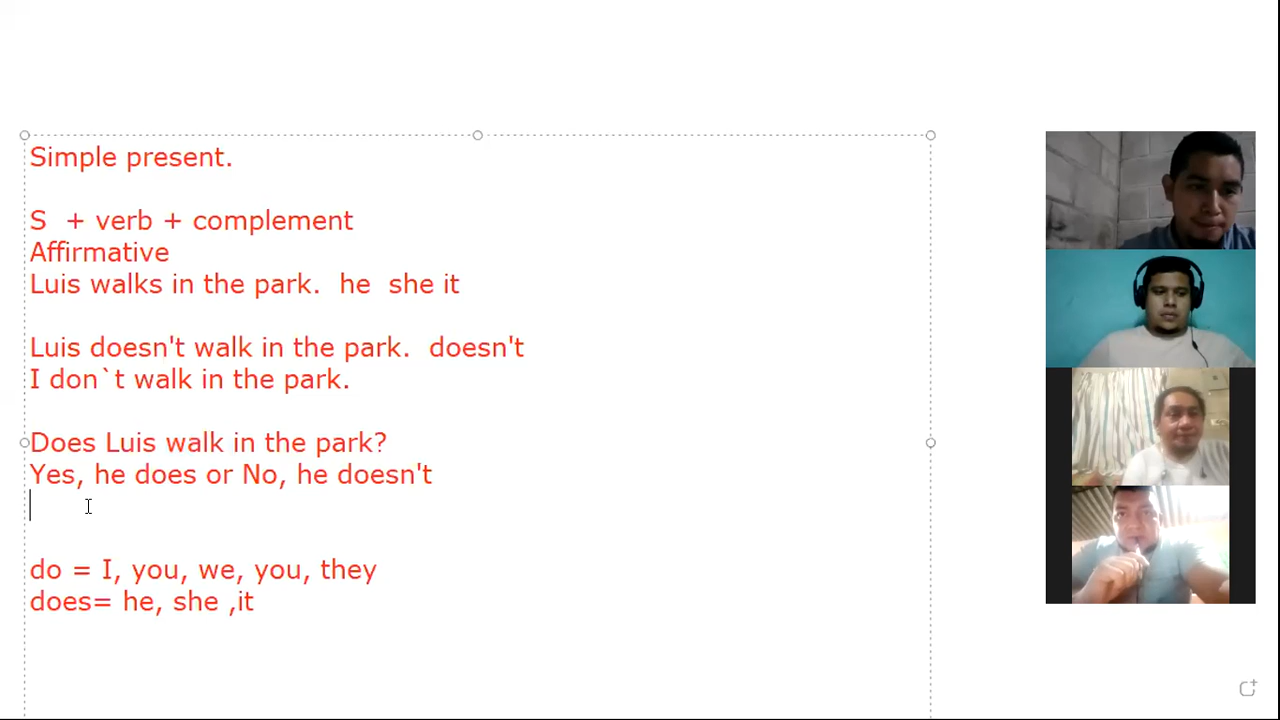 Simple present.
S + verb + complement
Affirmative
Luis walks in the park. he she it
Luis doesn't walk in the park. doesn't
I don`t walk in the park.
Does Luis walk in the park?
Yes, he does or No, he doesn't
do = I, you, we, you, they
does= he, she ,it